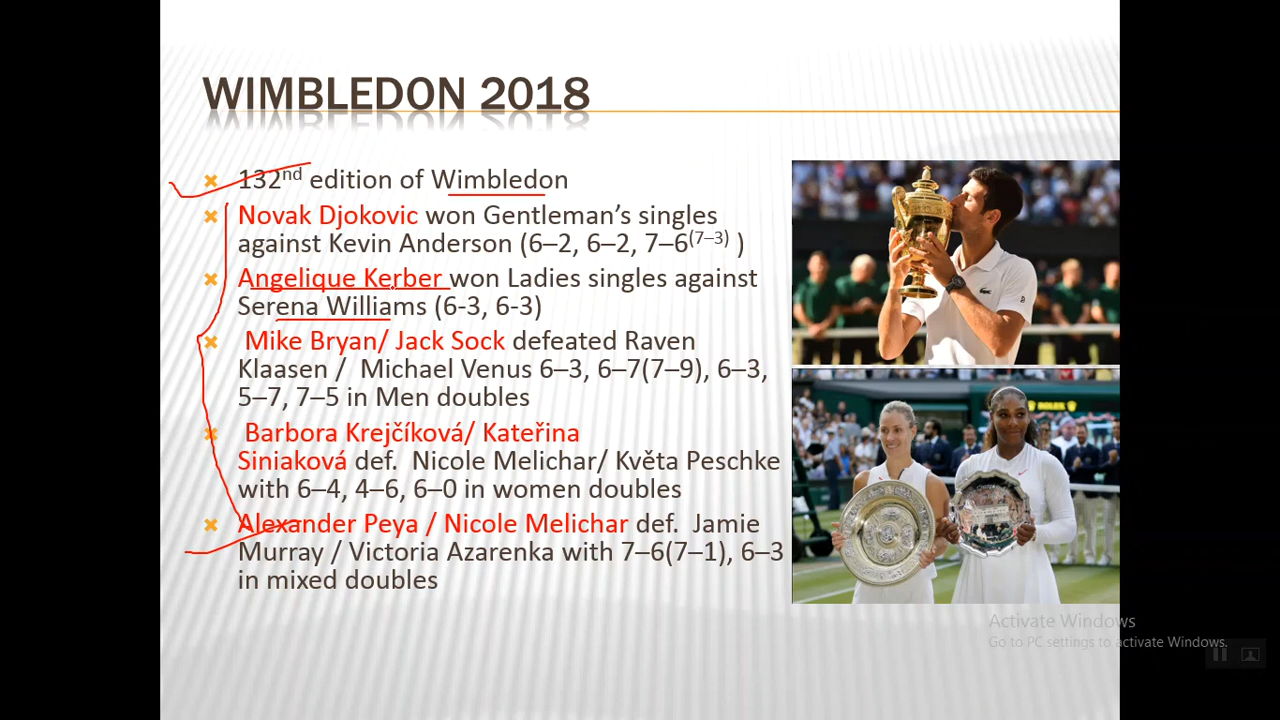 WIMBLEDON 2018
132nd edition of Wimbledon
Novak Djokovic won Gentleman’s singles
against Kevin Anderson (6–2, 6–2, 7–6(7–3) )
Angelique Kerber won Ladies singles against
Serena Williams (6-3, 6-3)
Mike Bryan/ Jack Sock defeated Raven
Klaasen / Michael Venus 6–3, 6–7(7–9), 6–3,
5–7, 7–5 in Men doubles
Barbora Krejčíková/ Kateřina
Siniaková def. Nicole Melichar/ Květa Peschke
with 6–4, 4–6, 6–0 in women doubles
Alexander Peya / Nicole Melichar def. Jamie
Murray / Victoria Azarenka with 7–6(7–1), 6–3
in mixed doubles
ROLEX
Activate Windows
Go to PC settings to activate Windows.